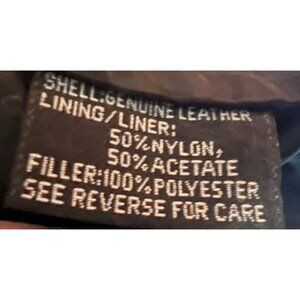 SHELL:GENUINE LEATHER
LINING/LINER:
50%NYLON,
50%ACETATE
FILLER:100%POLYESTER
SEE REVERSE FOR CARE